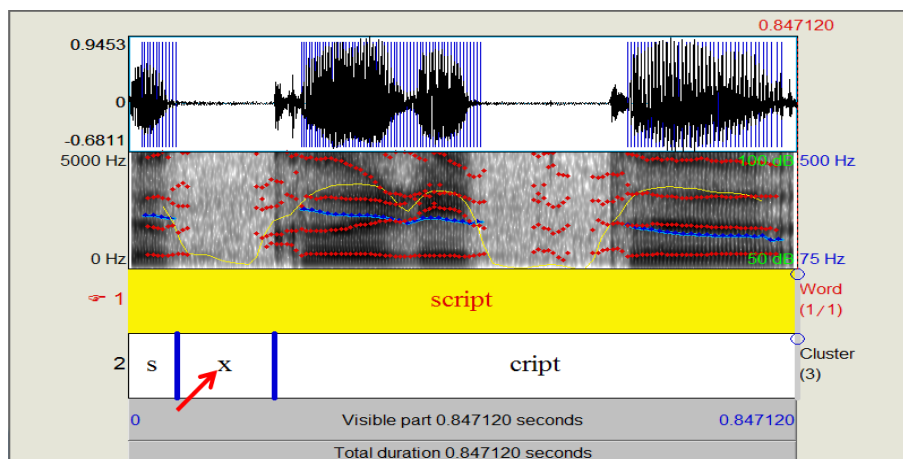 0.847120
0.9453
0
-0.6811
5000 Hz 100 dB 500 Hz
0 Hz 50 dB 75 Hz
☞ 1 script Word
(1/1)
2 s x cript Cluster
(3)
0 Visible part 0.847120 seconds 0.847120
Total duration 0.847120 seconds